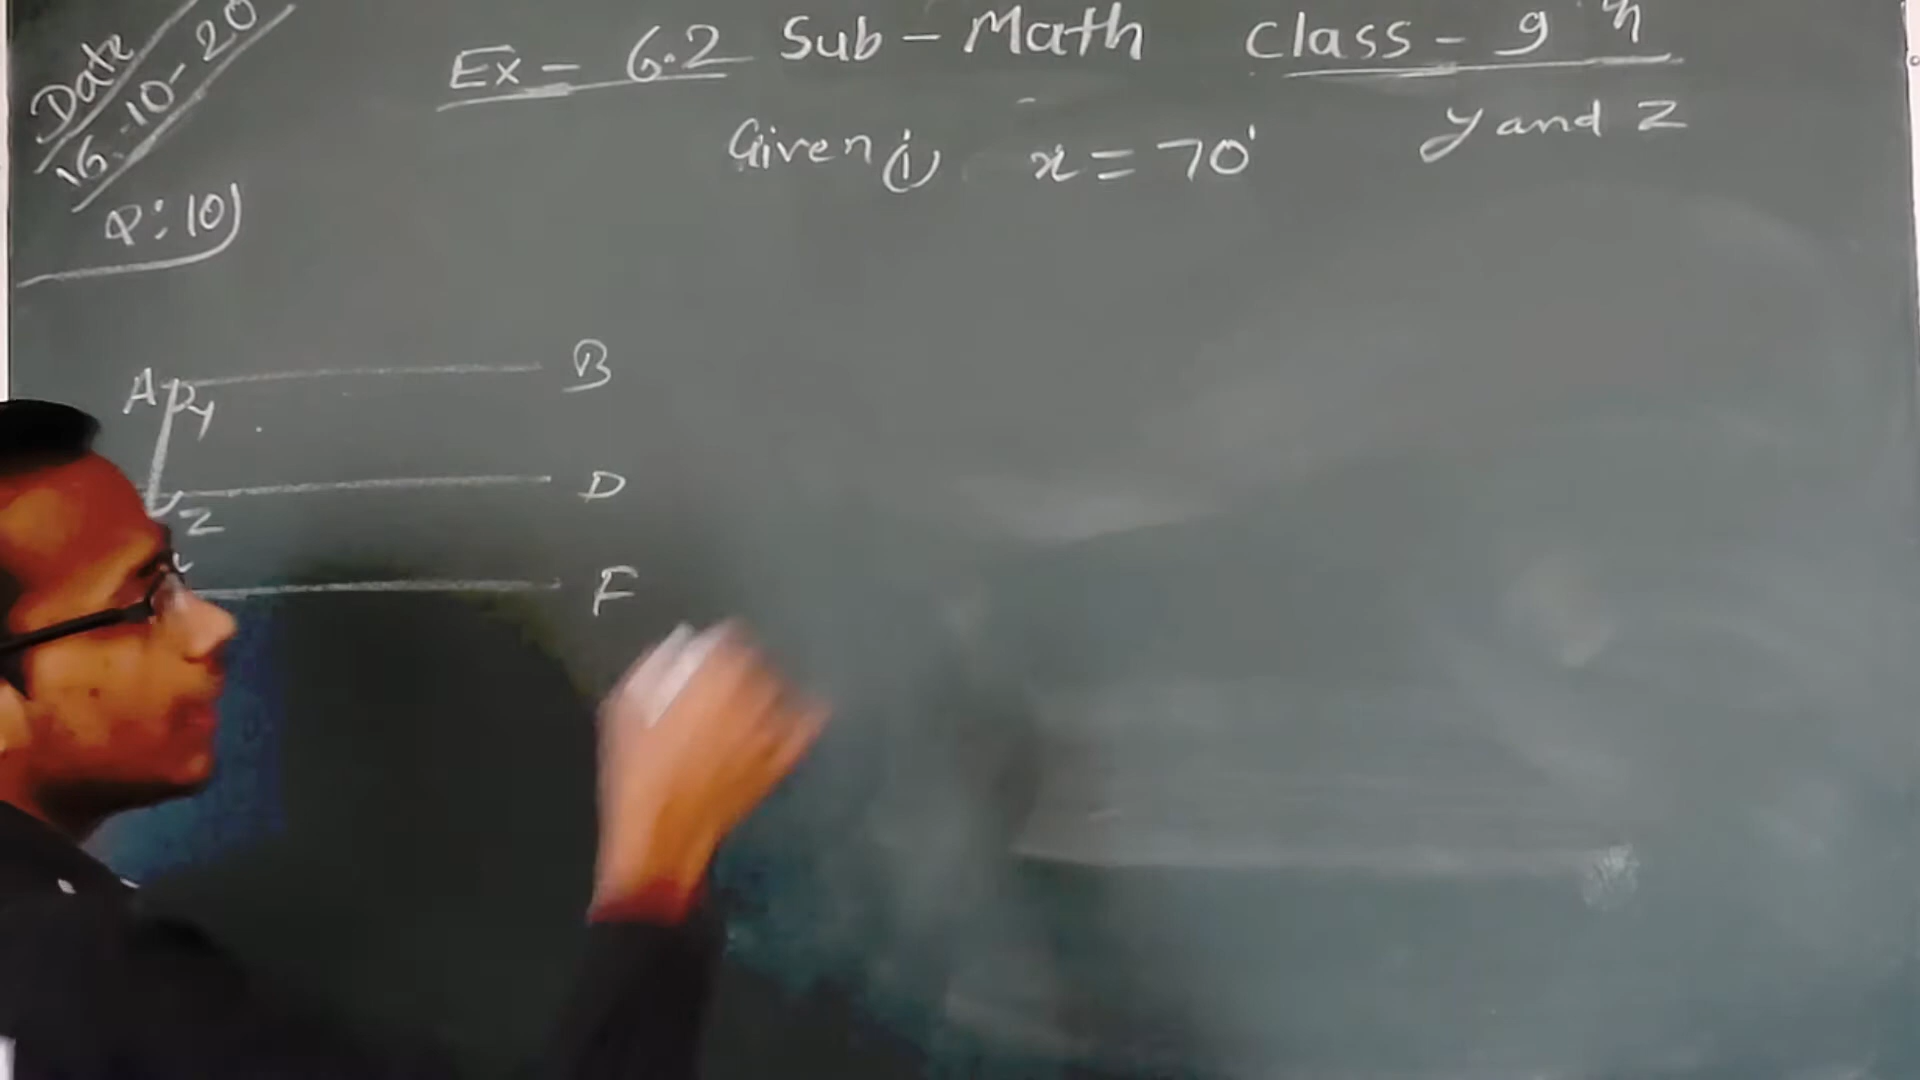 Date
16-10-20
Ex - 6.2 Sub - Math Class - 9th
Given (i) x = 70° y and z
Q: 10)
A y B
z D
F